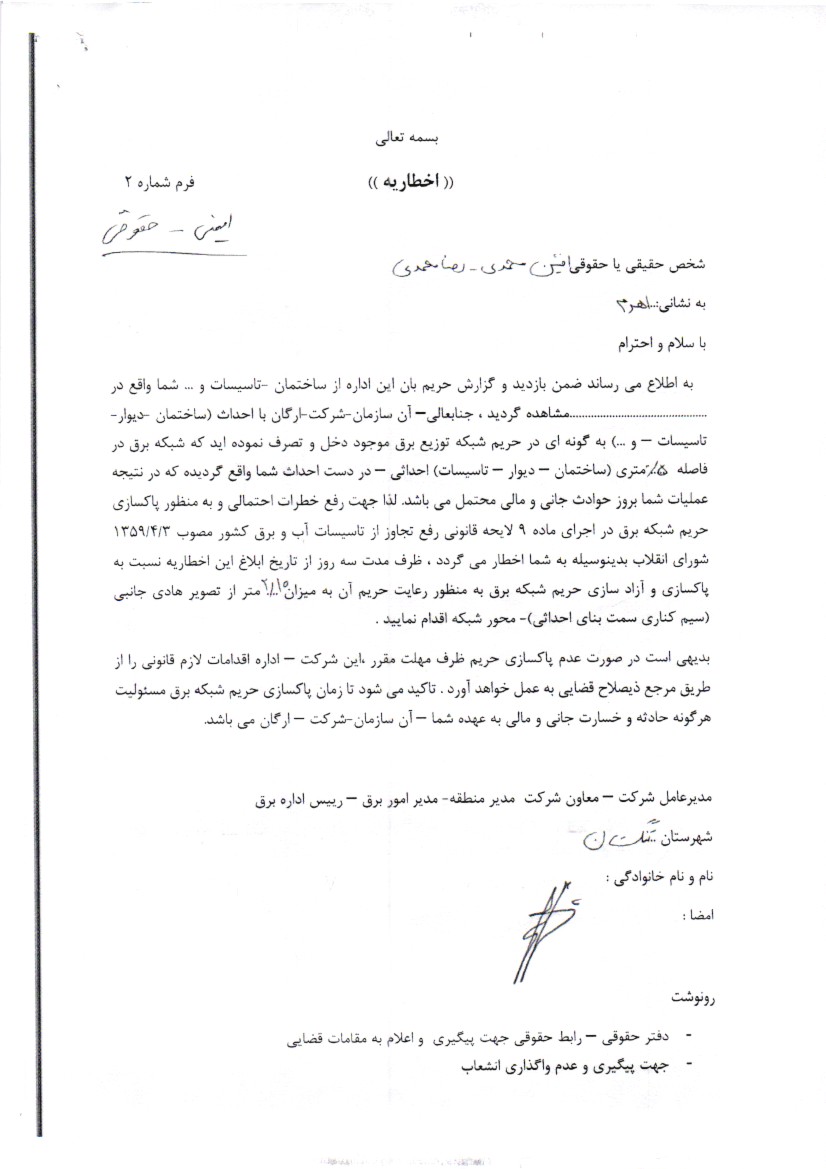 بسمه تعالی
(( اخطاریه ))
فرم شماره ۲
ایمنی - حقوقی
شخص حقیقی یا حقوقی محمدی - رضا محمدی
به نشانی:..اهرم
با سلام و احترام
به اطلاع می رساند ضمن بازدید و گزارش حریم بان این اداره از ساختمان -تاسیسات و ... شما واقع در
............................................مشاهده گردید ، جنابعالی– آن سازمان-شرکت-ارگان با احداث (ساختمان -دیوار-
تاسیسات – و ...) به گونه ای در حریم شبکه توزیع برق موجود دخل و تصرف نموده اید که شبکه برق در
فاصله متری (ساختمان – دیوار – تاسیسات) احداثی – در دست احداث شما واقع گردیده که در نتیجه
عملیات شما بروز حوادث جانی و مالی محتمل می باشد. لذا جهت رفع خطرات احتمالی و به منظور پاکسازی
حریم شبکه برق در اجرای ماده ۹ لایحه قانونی رفع تجاوز از تاسیسات آب و برق کشور مصوب ۱۳۵۹/۴/۳
شورای انقلاب بدینوسیله به شما اخطار می گردد ، ظرف مدت سه روز از تاریخ ابلاغ این اخطاریه نسبت به
پاکسازی و آزاد سازی حریم شبکه برق به منظور رعایت حریم آن به میزان متر از تصویر هادی جانبی
(سیم کناری سمت بنای احداثی)- محور شبکه اقدام نمایید .
بدیهی است در صورت عدم پاکسازی حریم ظرف مهلت مقرر ،این شرکت – اداره اقدامات لازم قانونی را از
طریق مرجع ذیصلاح قضایی به عمل خواهد آورد . تاکید می شود تا زمان پاکسازی حریم شبکه برق مسئولیت
هرگونه حادثه و خسارت جانی و مالی به عهده شما – آن سازمان-شرکت – ارگان می باشد.
مدیرعامل شرکت – معاون شرکت مدیر منطقه- مدیر امور برق – رییس اداره برق
شهرستان ..تنگستان
نام و نام خانوادگی :
امضا :
رونوشت
- دفتر حقوقی – رابط حقوقی جهت پیگیری و اعلام به مقامات قضایی
- جهت پیگیری و عدم واگذاری انشعاب